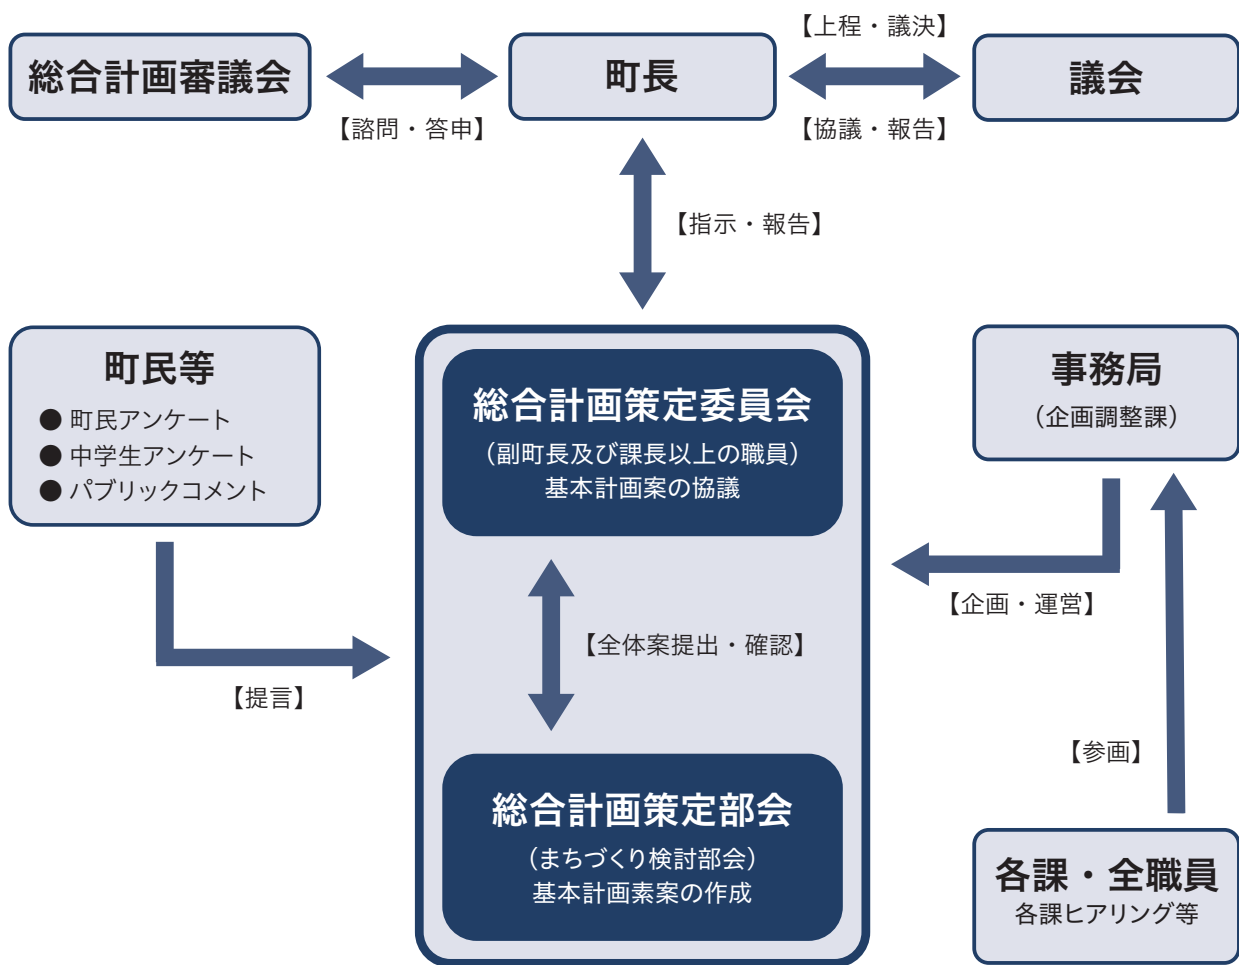 【上程・議決】
総合計画審議会
町長
議会
【諮問・答申】
【協議・報告】
【指示・報告】
町民等
● 町民アンケート
● 中学生アンケート
● パブリックコメント
総合計画策定委員会
（副町長及び課長以上の職員）
基本計画案の協議
事務局
（企画調整課）
【企画・運営】
【全体案提出・確認】
【提言】
【参画】
総合計画策定部会
（まちづくり検討部会）
基本計画素案の作成
各課・全職員
各課ヒアリング等